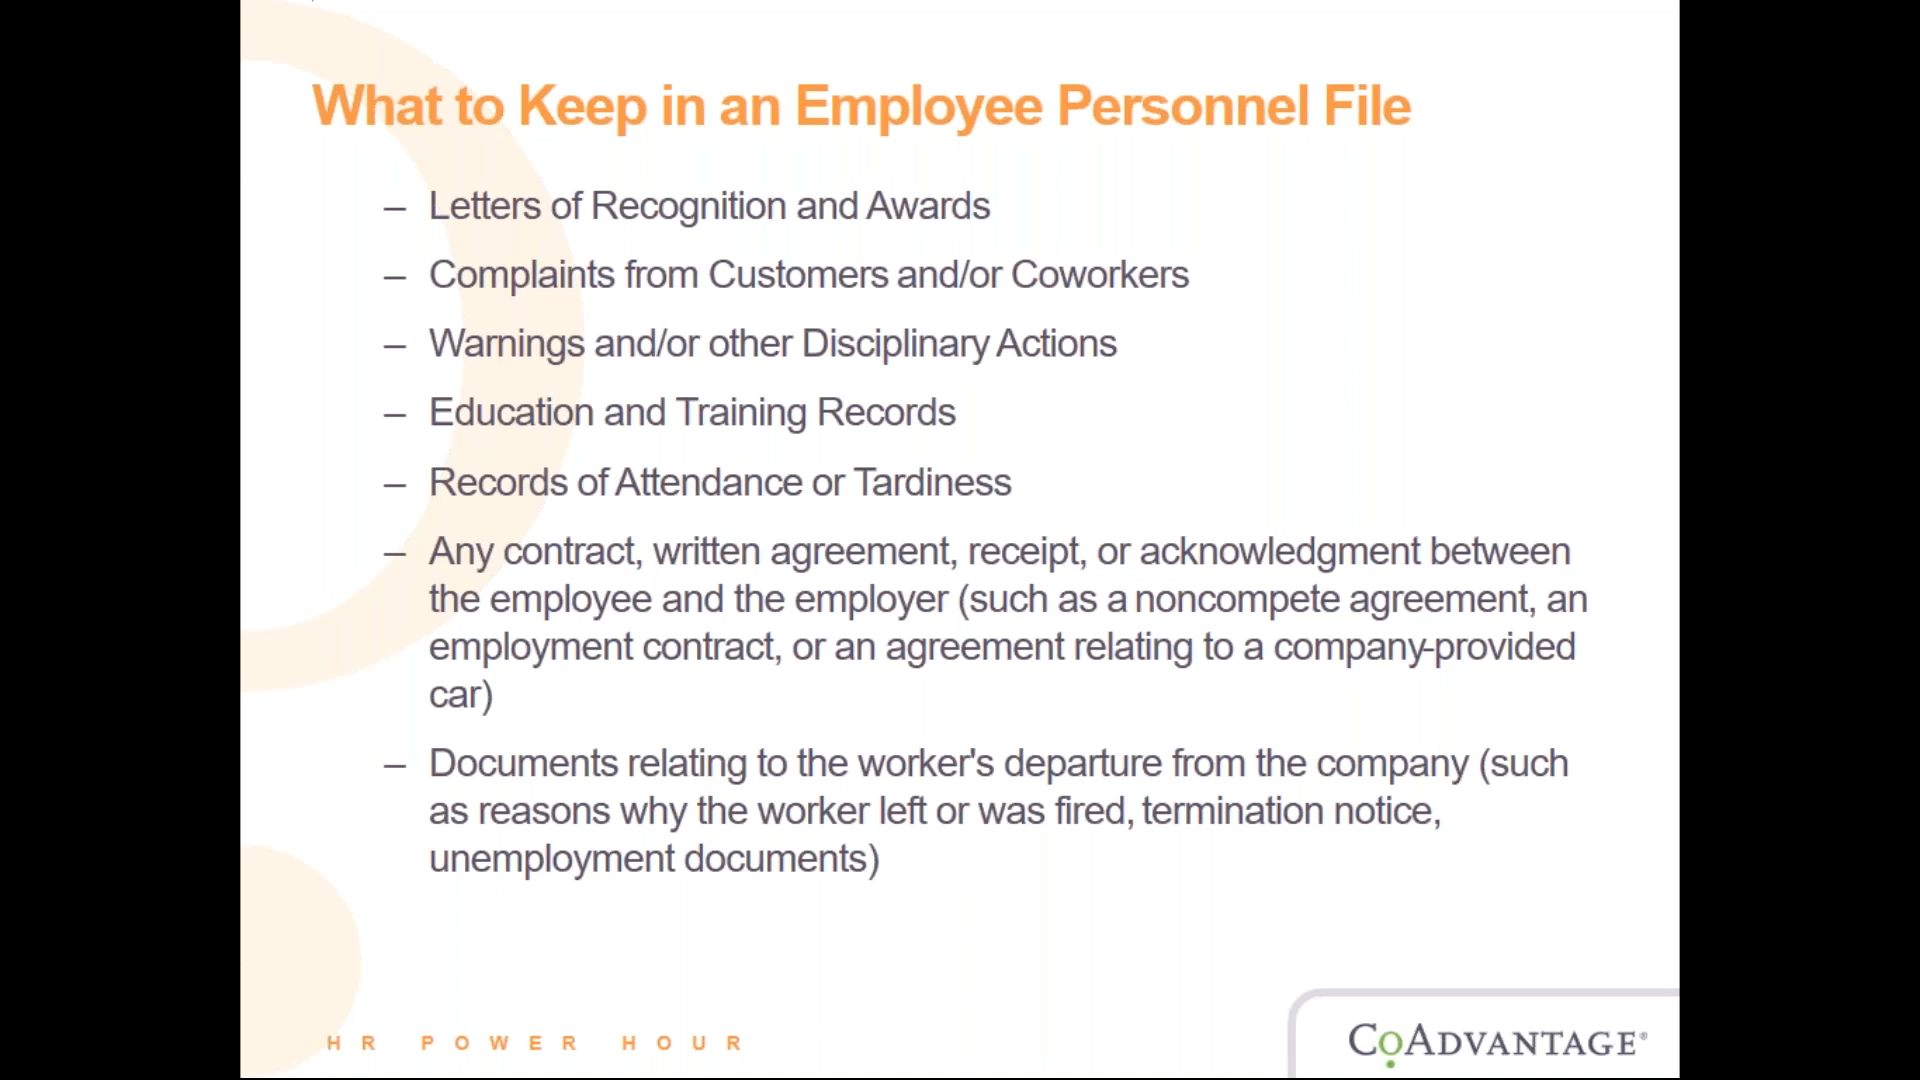 What to Keep in an Employee Personnel File
– Letters of Recognition and Awards
– Complaints from Customers and/or Coworkers
– Warnings and/or other Disciplinary Actions
– Education and Training Records
– Records of Attendance or Tardiness
– Any contract, written agreement, receipt, or acknowledgment between
the employee and the employer (such as a noncompete agreement, an
employment contract, or an agreement relating to a company-provided
car)
– Documents relating to the worker's departure from the company (such
as reasons why the worker left or was fired, termination notice,
unemployment documents)
HR POWER HOUR
CoAdvantage®